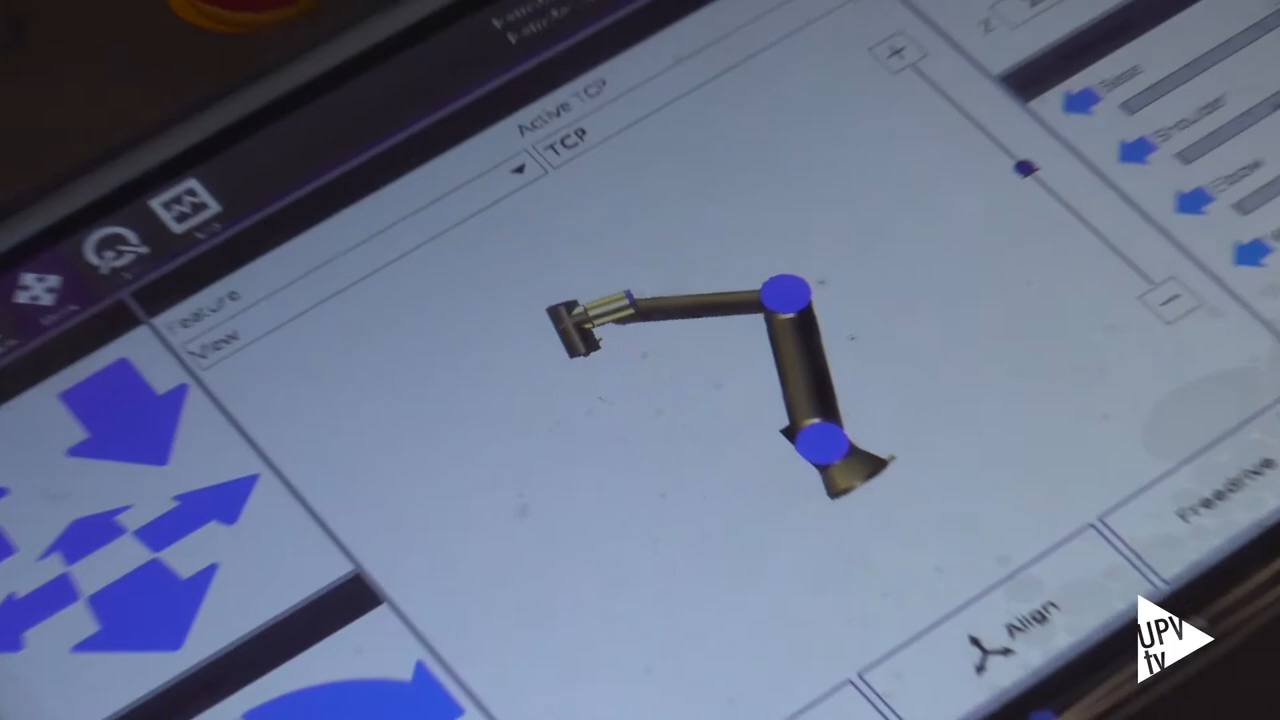 Active TCP
TCP
Feature
View
Base
Shoulder
Elbow
Z
Freedrive
Align
UPV
tv